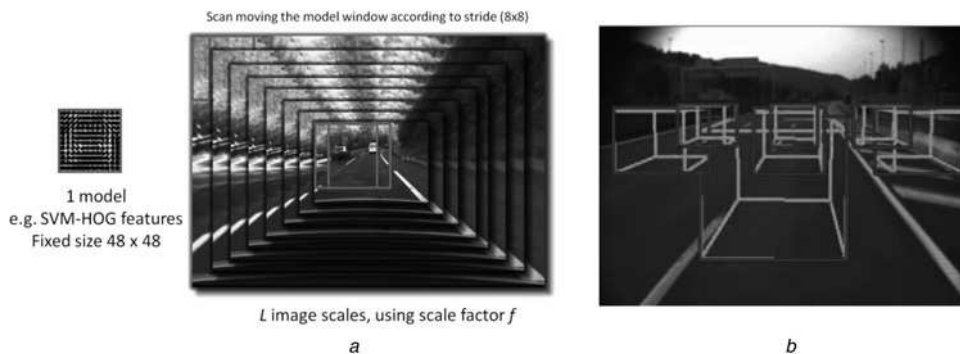 Scan moving the model window according to stride (8x8)
1 model
e.g. SVM-HOG features
Fixed size 48 x 48
L image scales, using scale factor f
a
b